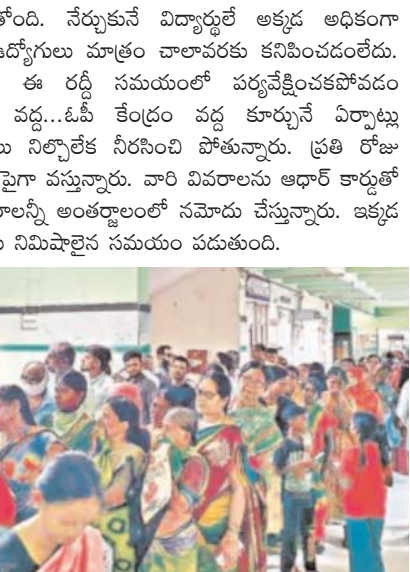 తోంది. నేర్చుకునే విద్యార్థులే అక్కడ అధికంగా
ఉద్యోగులు మాత్రం చాలావరకు కనిపించడంలేదు.
ఈ రద్దీ సమయంలో పర్యవేక్షించకపోవడం
వద్ద...ఓపీ కేంద్రం వద్ద కూర్చునే ఏర్పాట్లు
నిల్చొలేక నీరసించి పోతున్నారు. ప్రతి రోజు
పైగా వస్తున్నారు. వారి వివరాలను ఆధార్ కార్డుతో
అంతర్జాలంలో నమోదు చేస్తున్నారు. ఇక్కడ
నిమిషాలైన సమయం పడుతుంది.